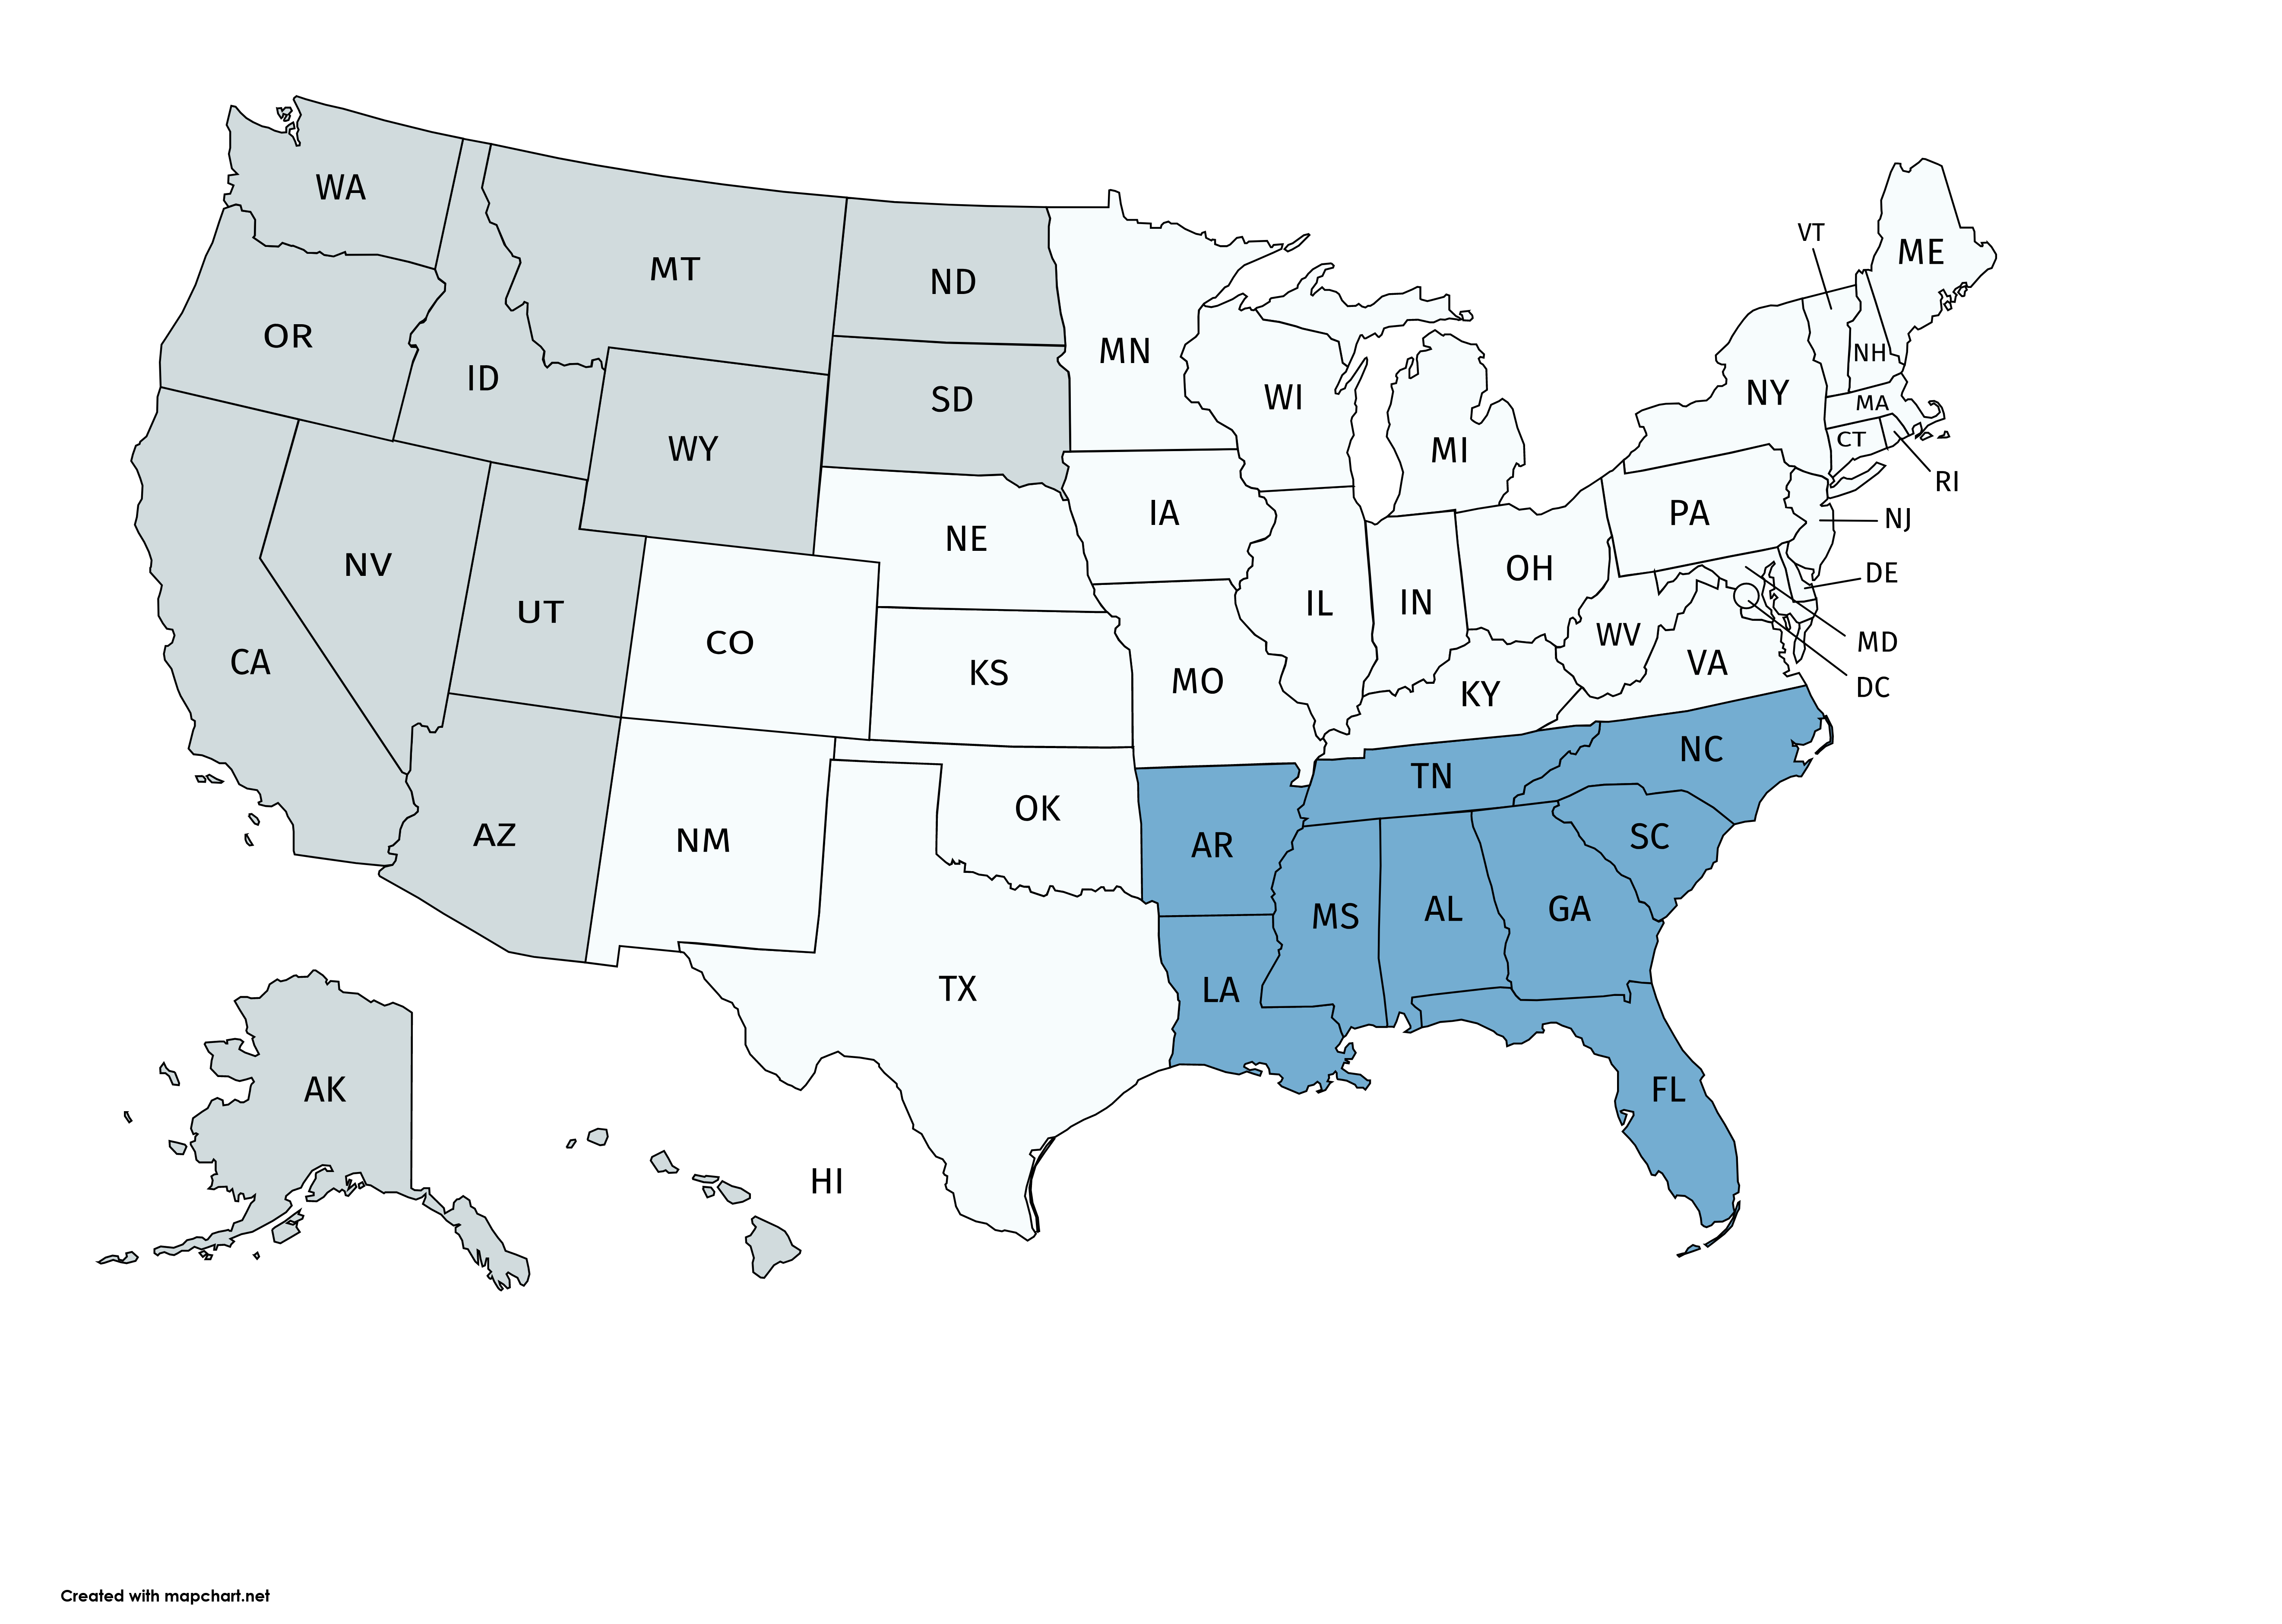 WA
MT
ND
MN
VT
ME
OR
ID
SD
WI
NH
NY
MA
WY
MI
CT
RI
IA
PA
NJ
NE
NV
OH
DE
UT
IL
IN
WV
MD
CO
KS
VA
CA
MO
KY
DC
NC
TN
OK
AZ
NM
AR
SC
MS
AL
GA
TX
LA
AK
FL
HI
Created with mapchart.net